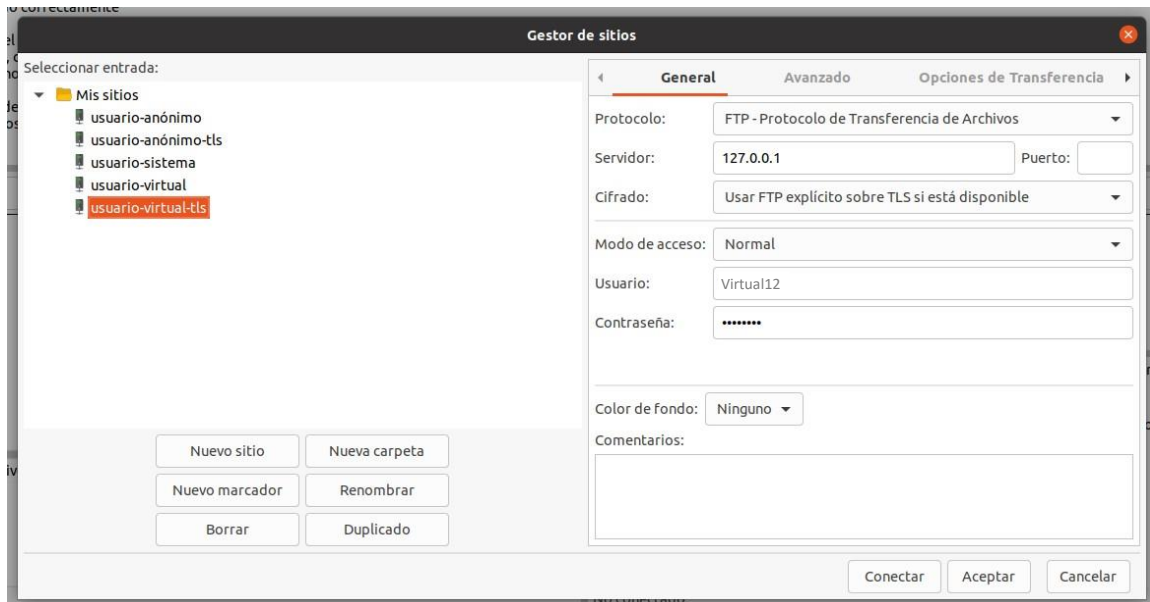 o correctamente
Gestor de sitios
Seleccionar entrada:
Mis sitios
usuario-anónimo
usuario-anónimo-tls
usuario-sistema
usuario-virtual
usuario-virtual-tls
Nuevo sitio Nueva carpeta
Nuevo marcador Renombrar
Borrar Duplicado
General Avanzado Opciones de Transferencia
Protocolo: FTP - Protocolo de Transferencia de Archivos
Servidor: 127.0.0.1 Puerto:
Cifrado: Usar FTP explícito sobre TLS si está disponible
Modo de acceso: Normal
Usuario: Virtual12
Contraseña: ••••••••
Color de fondo: Ninguno
Comentarios:
Conectar Aceptar Cancelar